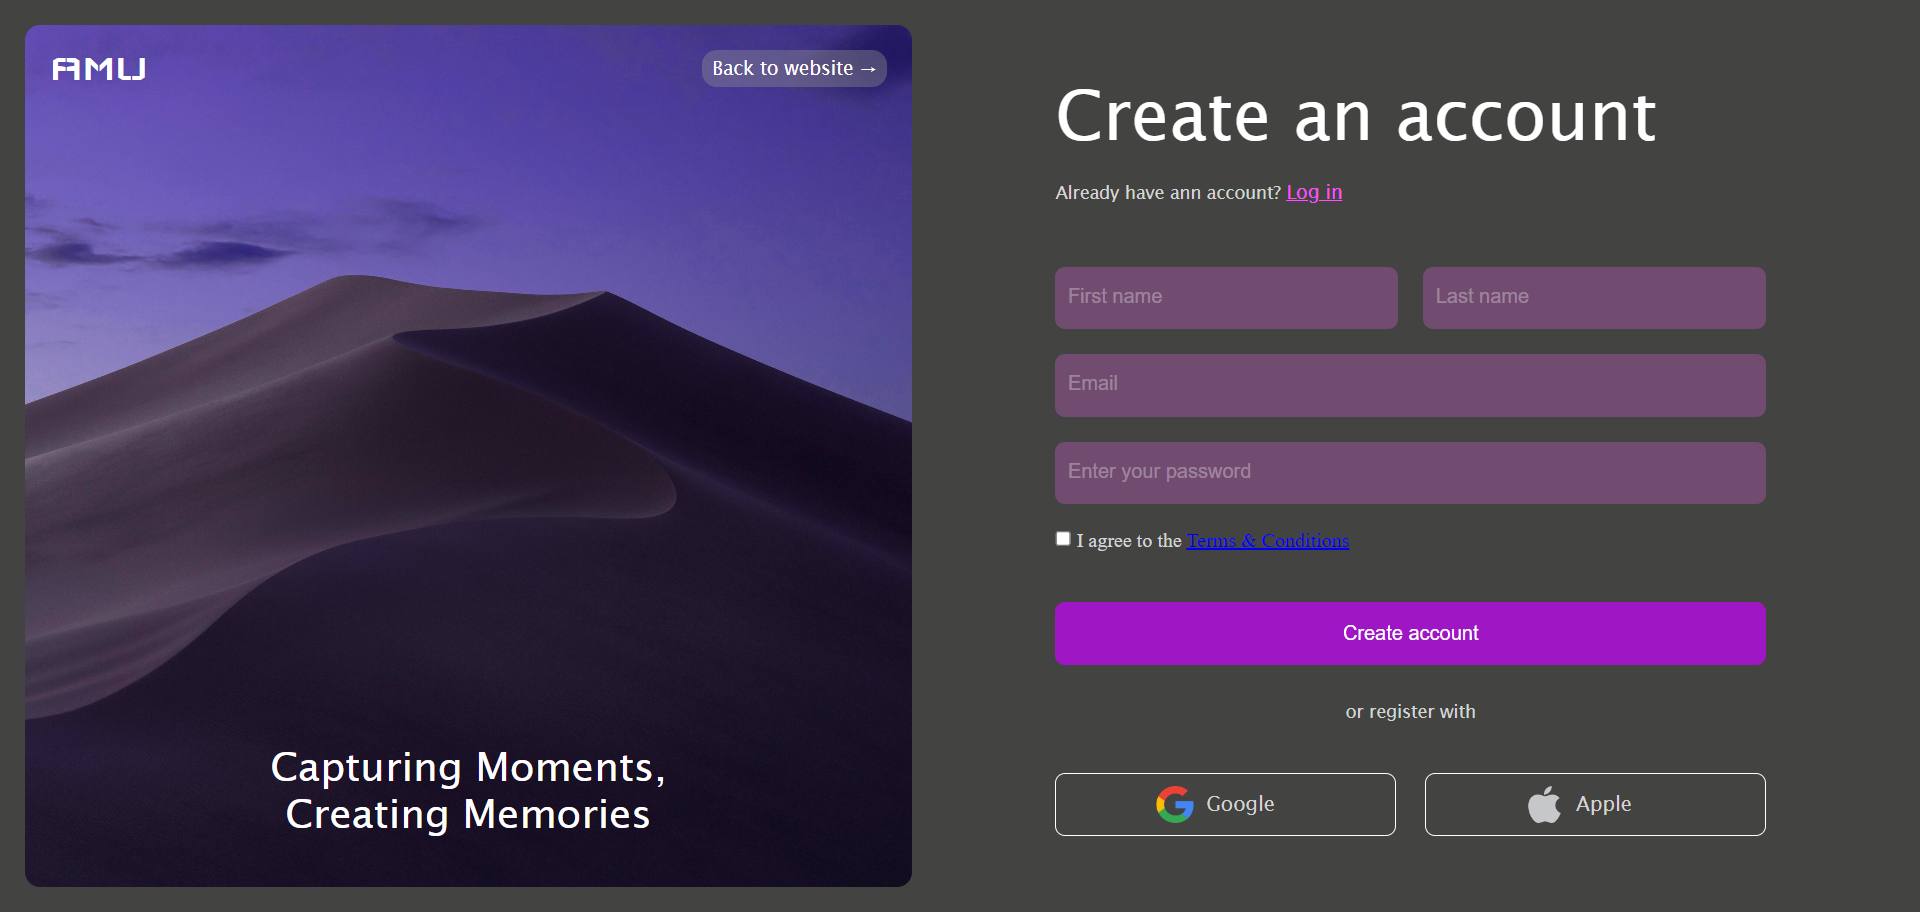 AMU
Back to website →
Capturing Moments,
Creating Memories
Create an account
Already have ann account? Log in
First name
Last name
Email
Enter your password
I agree to the Terms & Conditions
Create account
or register with
Google
Apple